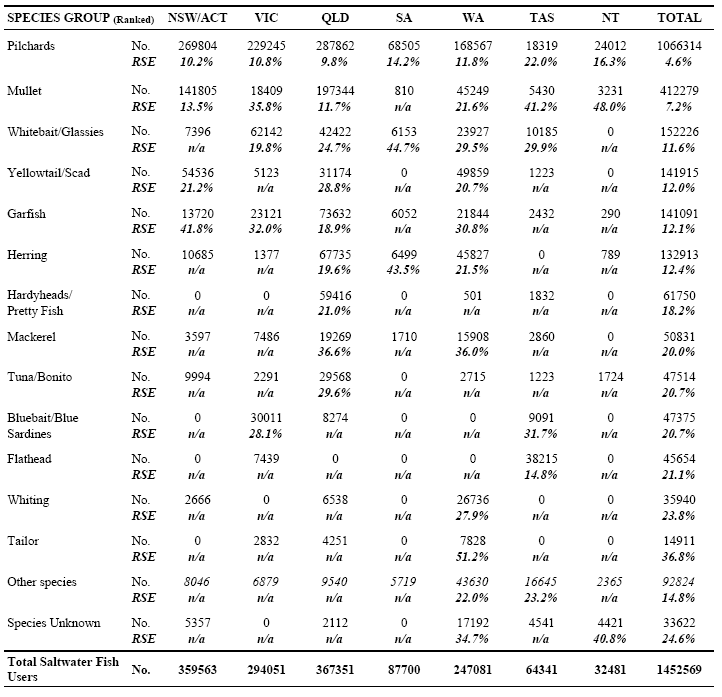 SPECIES GROUP (Ranked) NSW/ACT VIC QLD SA WA TAS NT TOTAL
Pilchards No. 269804 229245 287862 68505 168567 18319 24012 1066314
RSE 10.2% 10.8% 9.8% 14.2% 11.8% 22.0% 16.3% 4.6%
Mullet No. 141805 18409 197344 810 45249 5430 3231 412279
RSE 13.5% 35.8% 11.7% n/a 21.6% 41.2% 48.0% 7.2%
Whitebait/Glassies No. 7396 62142 42422 6153 23927 10185 0 152226
RSE n/a 19.8% 24.7% 44.7% 29.5% 29.9% n/a 11.6%
Yellowtail/Scad No. 54536 5123 31174 0 49859 1223 0 141915
RSE 21.2% n/a 28.8% n/a 20.7% n/a n/a 12.0%
Garfish No. 13720 23121 73632 6052 21844 2432 290 141091
RSE 41.8% 32.0% 18.9% n/a 30.8% n/a n/a 12.1%
Herring No. 10685 1377 67735 6499 45827 0 789 132913
RSE n/a n/a 19.6% 43.5% 21.5% n/a n/a 12.4%
Hardyheads/ No. 0 0 59416 0 501 1832 0 61750
Pretty Fish RSE n/a n/a 21.0% n/a n/a n/a n/a 18.2%
Mackerel No. 3597 7486 19269 1710 15908 2860 0 50831
RSE n/a n/a 36.6% n/a 36.0% n/a n/a 20.0%
Tuna/Bonito No. 9994 2291 29568 0 2715 1223 1724 47514
RSE n/a n/a 29.6% n/a n/a n/a n/a 20.7%
Bluebait/Blue No. 0 30011 8274 0 0 9091 0 47375
Sardines RSE n/a 28.1% n/a n/a n/a 31.7% n/a 20.7%
Flathead No. 0 7439 0 0 0 38215 0 45654
RSE n/a n/a n/a n/a n/a 14.8% n/a 21.1%
Whiting No. 2666 0 6538 0 26736 0 0 35940
RSE n/a n/a n/a n/a 27.9% n/a n/a 23.8%
Tailor No. 0 2832 4251 0 7828 0 0 14911
RSE n/a n/a n/a n/a 51.2% n/a n/a 36.8%
Other species No. 8046 6879 9540 5719 43630 16645 2365 92824
RSE n/a n/a n/a n/a 22.0% 23.2% n/a 14.8%
Species Unknown No. 5357 0 2112 0 17192 4541 4421 33622
RSE n/a n/a n/a n/a 34.7% n/a 40.8% 24.6%
Total Saltwater Fish
Users No. 359563 294051 367351 87700 247081 64341 32481 1452569